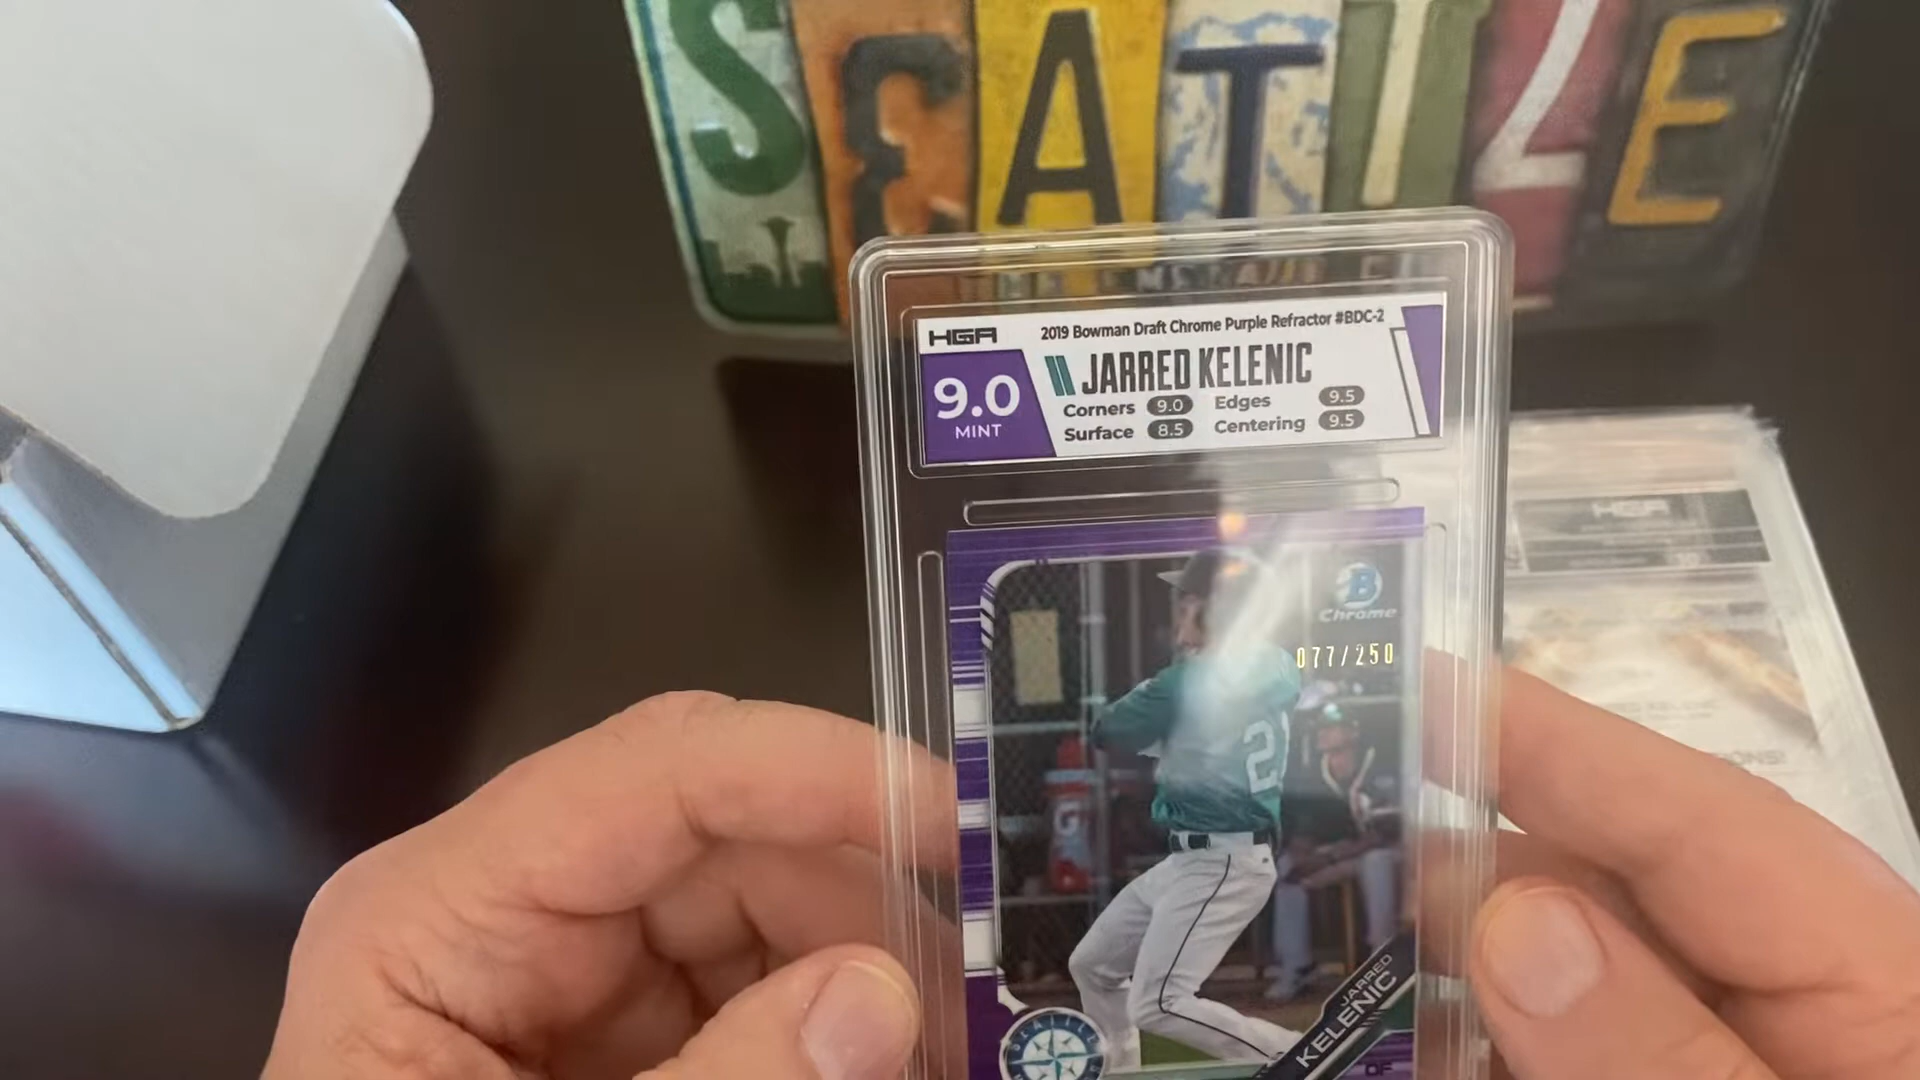 SEATTLE
HGA
2019 Bowman Draft Chrome Purple Refractor #BDC-2
JARRED KELENIC
9.0
MINT
Corners 9.0 Edges 9.5
Surface 8.5 Centering 9.5
HGA
B
Chrome
077/250
2
G
JARRED
KELENIC
OF